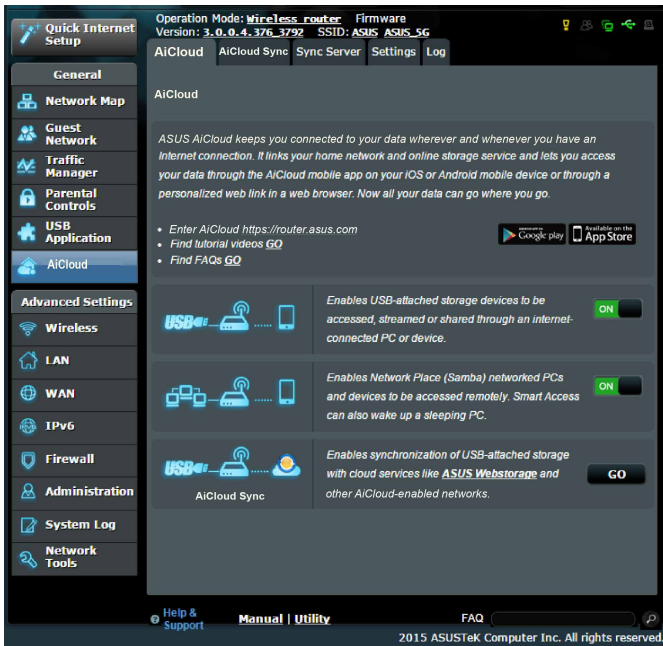 Quick Internet
Setup
Operation Mode: Wireless router Firmware
Version: 3.0.0.4.376_3792 SSID: ASUS ASUS_5G
AiCloud
AiCloud Sync
Sync Server
Settings
Log
General
Network Map
Guest
Network
Traffic
Manager
Parental
Controls
USB
Application
AiCloud
Advanced Settings
Wireless
LAN
WAN
IPv6
Firewall
Administration
System Log
Network
Tools
AiCloud
ASUS AiCloud keeps you connected to your data wherever and whenever you have an
Internet connection. It links your home network and online storage service and lets you access
your data through the AiCloud mobile app on your iOS or Android mobile device or through a
personalized web link in a web browser. Now all your data can go where you go.
• Enter AiCloud https://router.asus.com
• Find tutorial videos GO
• Find FAQs GO
Google play
Available on the
App Store
USB
Enables USB-attached storage devices to be
accessed, streamed or shared through an internet-
connected PC or device.
ON
Enables Network Place (Samba) networked PCs
and devices to be accessed remotely. Smart Access
can also wake up a sleeping PC.
ON
USB
AiCloud Sync
Enables synchronization of USB-attached storage
with cloud services like ASUS Webstorage and
other AiCloud-enabled networks.
GO
Help &
Support
Manual | Utility
FAQ
2015 ASUSTeK Computer Inc. All rights reserved.